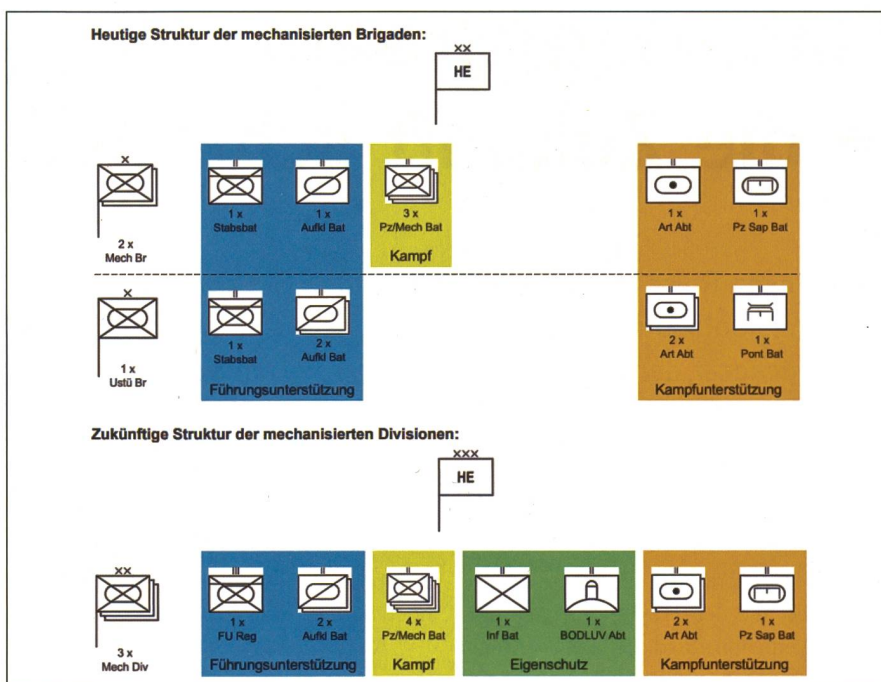 Heutige Struktur der mechanisierten Brigaden:
XX
HE
X
2 x
Mech Br
1 x
Stabsbat
1 x
Aufkl Bat
3 x
Pz/Mech Bat
Kampf
1 x
Art Abt
1 x
Pz Sap Bat
X
1 x
Ustü Br
1 x
Stabsbat
2 x
Aufkl Bat
Führungsunterstützung
2 x
Art Abt
1 x
Pont Bat
Kampfunterstützung
Zukünftige Struktur der mechanisierten Divisionen:
XXX
HE
XX
3 x
Mech Div
1 x
FU Reg
2 x
Aufkl Bat
Führungsunterstützung
4 x
Pz/Mech Bat
Kampf
1 x
Inf Bat
1 x
BODLUV Abt
Eigenschutz
2 x
Art Abt
1 x
Pz Sap Bat
Kampfunterstützung